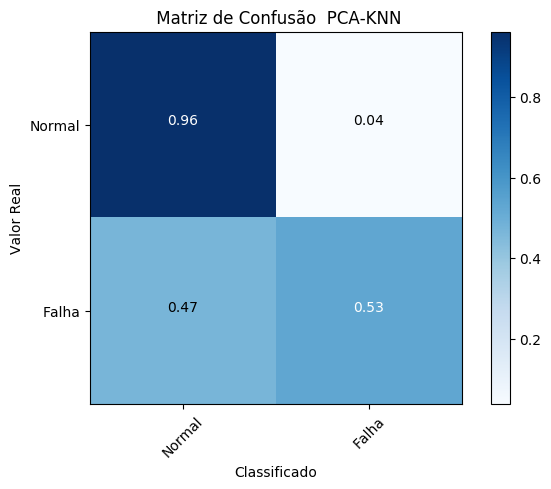 Matriz de Confusão  PCA-KNN
Valor Real
Normal
0.96
0.04
Falha
0.47
0.53
Normal
Falha
Classificado
0.8
0.6
0.4
0.2